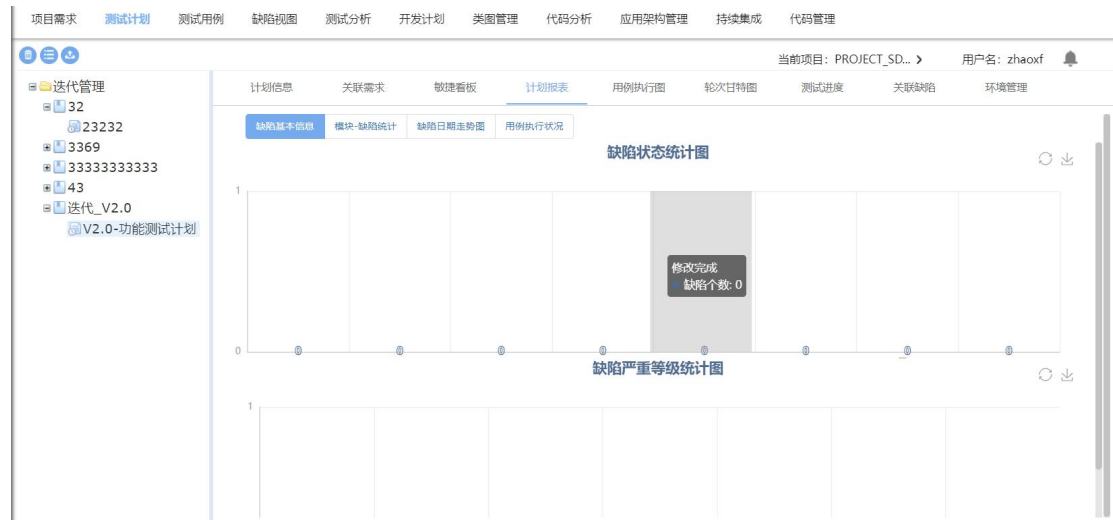 项目需求 测试计划 测试用例 缺陷视图 测试分析 开发计划 类图管理 代码分析 应用架构管理 持续集成 代码管理
当前项目: PROJECT_SD... 用户名: zhaoxf
迭代管理
32
23232
3369
33333333333
43
迭代_V2.0
V2.0-功能测试计划
计划信息 关联需求 敏捷看板 计划报表 用例执行图 轮次甘特图 测试进度 关联缺陷 环境管理
缺陷基本信息 模块-缺陷统计 缺陷日期走势图 用例执行状况
缺陷状态统计图
1
修改完成
缺陷个数: 0
0 0 0 0 0 0 0 0 0
缺陷严重等级统计图
1